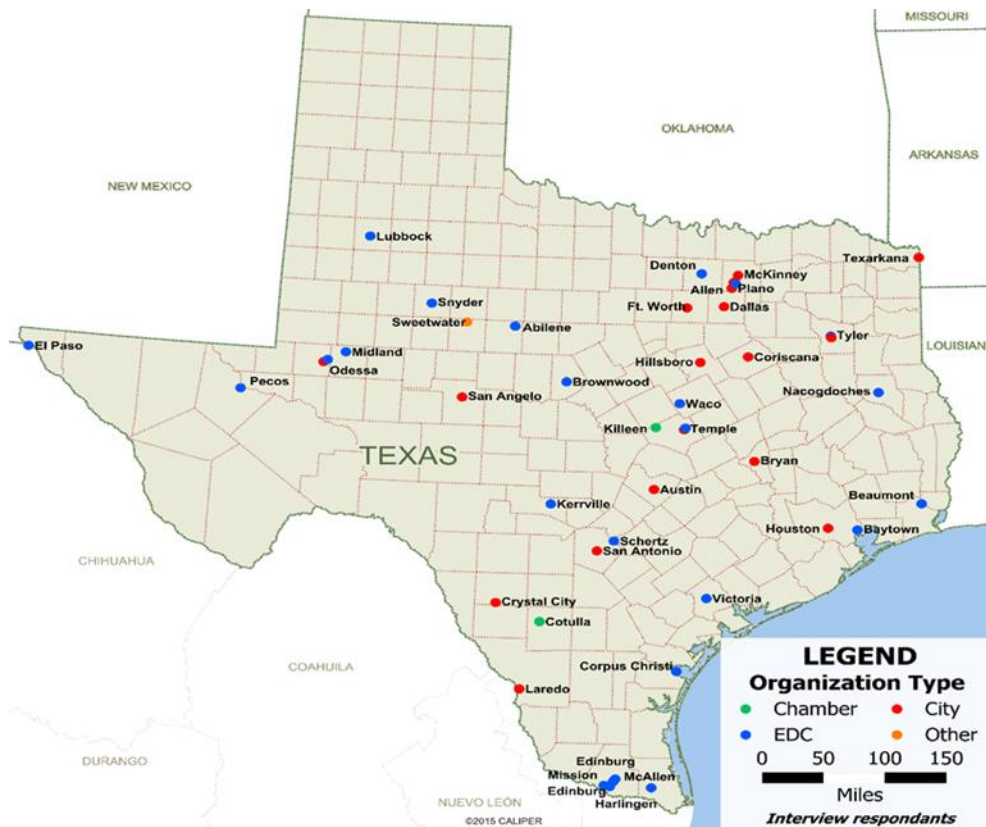 MISSOURI
OKLAHOMA
ARKANSAS
NEW MEXICO
Lubbock
Texarkana
Denton
McKinney
Allen
Plano
Snyder
Ft. Worth
Dallas
Sweetwater
Abilene
Tyler
El Paso
Midland
LOUISIAN
Odessa
Hillsboro
Coriscana
Pecos
Brownwood
Nacogdoches
San Angelo
Waco
Killeen
Temple
TEXAS
Bryan
Austin
Beaumont
Kerrville
Houston
Baytown
Schertz
San Antonio
CHIHUAHUA
Crystal City
Victoria
Cotulla
COAHUILA
Corpus Christi
Laredo
DURANGO
Edinburg
Mission
McAllen
Edinburg
Harlingen
NUEVO LEÓN
©2015 CALIPER
LEGEND
Organization Type
Chamber City
EDC Other
0 50 100 150
Miles
Interview respondants